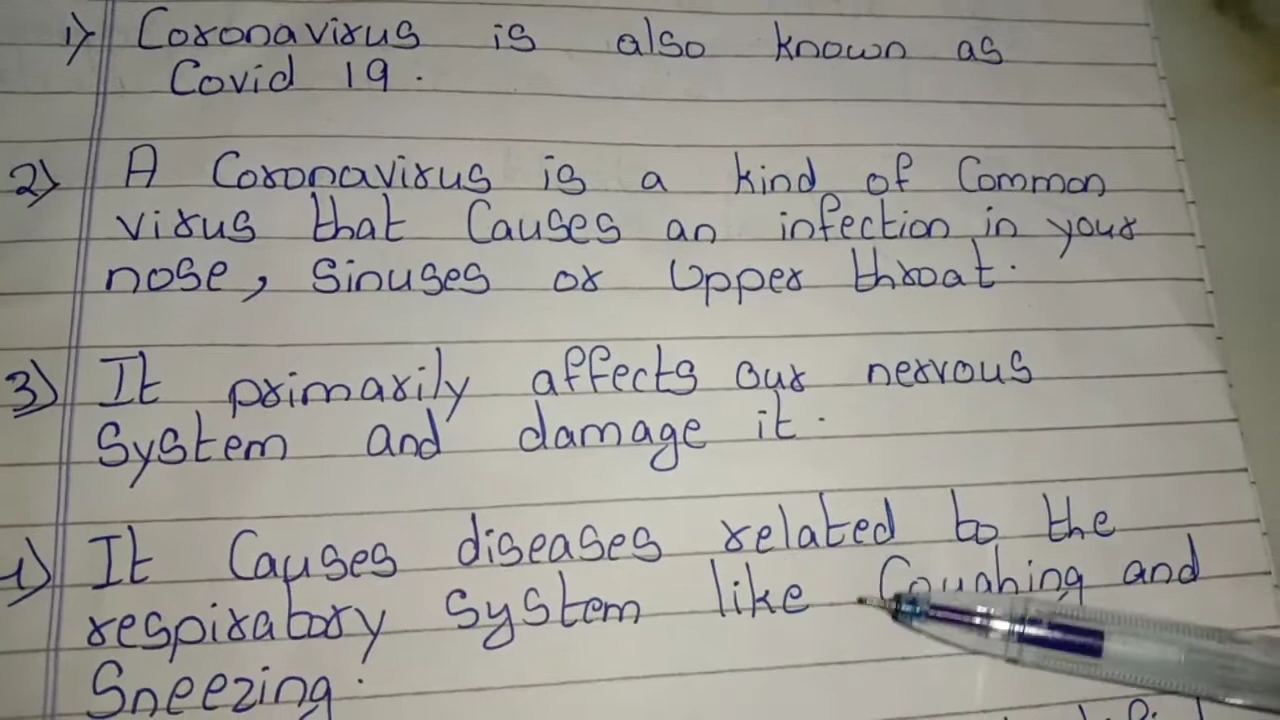 1) Coronavirus is also known as
Covid 19.
2) A Coronavirus is a kind of Common
virus that Causes an infection in your
nose, Sinuses or Upper throat.
3) It primarily affects our nervous
System and damage it.
It Causes diseases related to the
respiratory System like Coughing and
Sneezing.